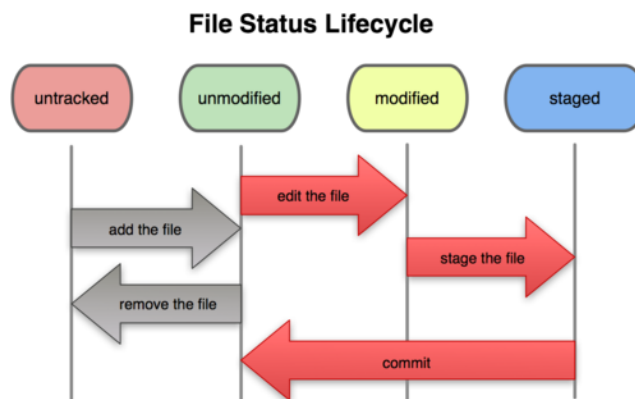 File Status Lifecycle
untracked
unmodified
modified
staged
edit the file
add the file
stage the file
remove the file
commit